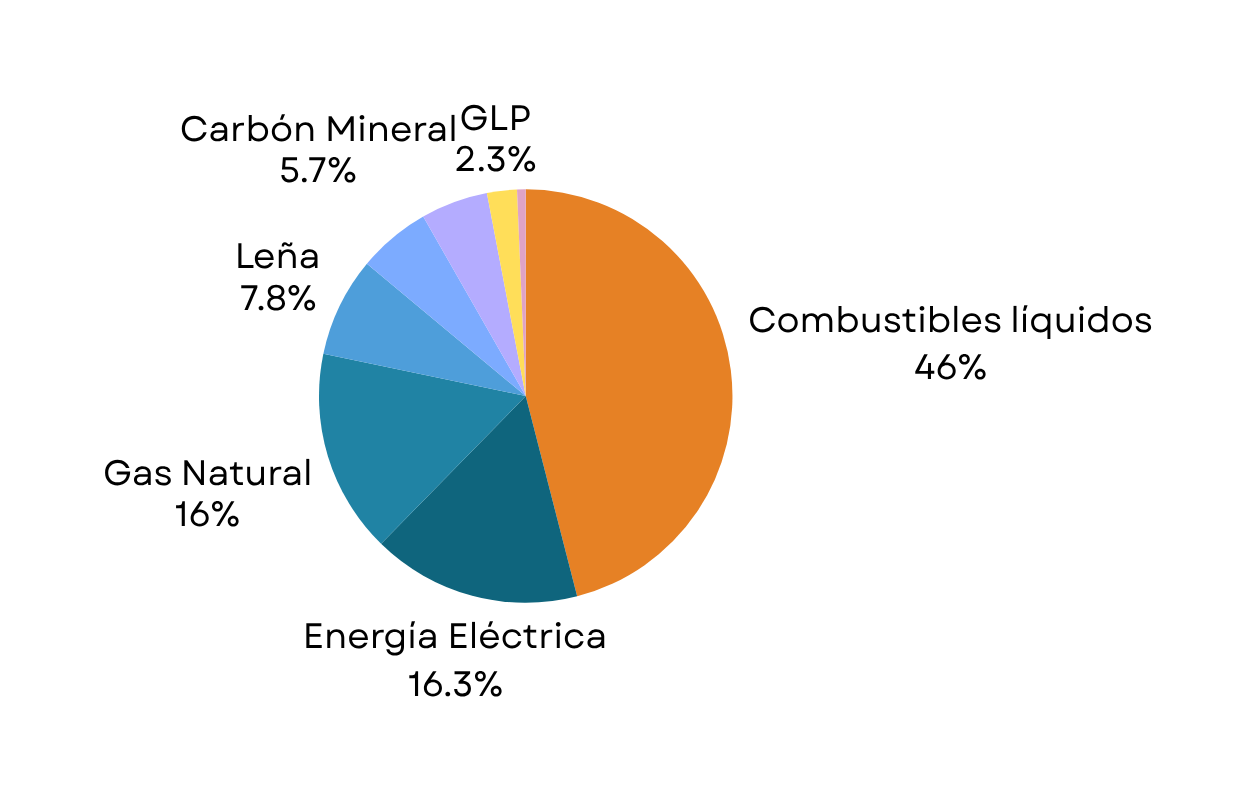 Carbón Mineral
5.7%
GLP
2.3%
Leña
7.8%
Combustibles líquidos
46%
Gas Natural
16%
Energía Eléctrica
16.3%